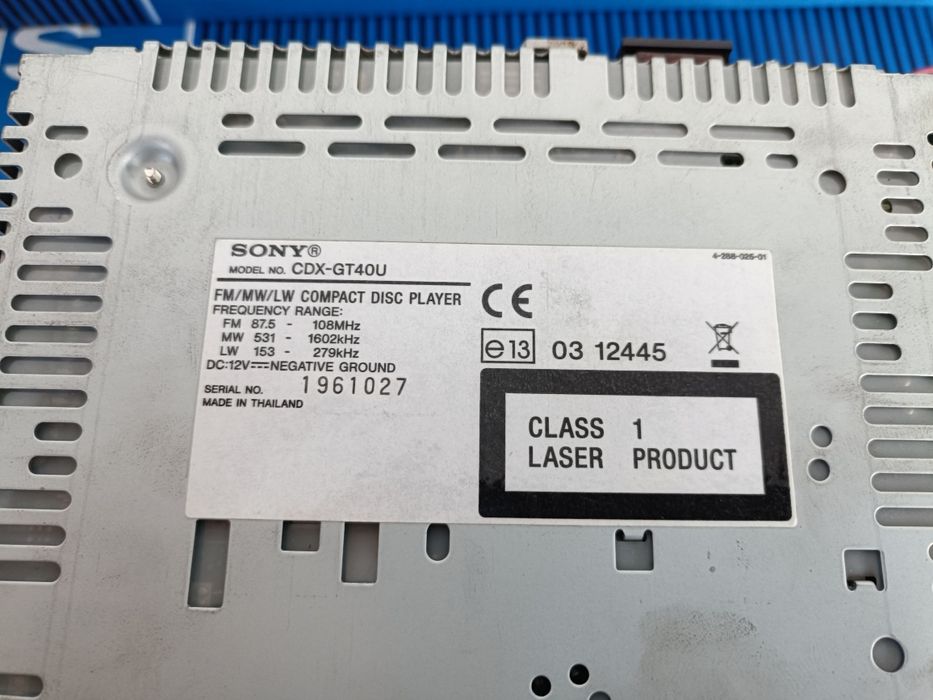 SONY®
MODEL NO. CDX-GT40U
4-288-025-01
FM/MW/LW COMPACT DISC PLAYER
FREQUENCY RANGE:
FM 87.5 - 108MHz
MW 531 - 1602kHz
LW 153 - 279kHz
DC:12V⎓NEGATIVE GROUND
SERIAL NO. 1961027
MADE IN THAILAND
CE
e13 03 12445
CLASS 1
LASER PRODUCT